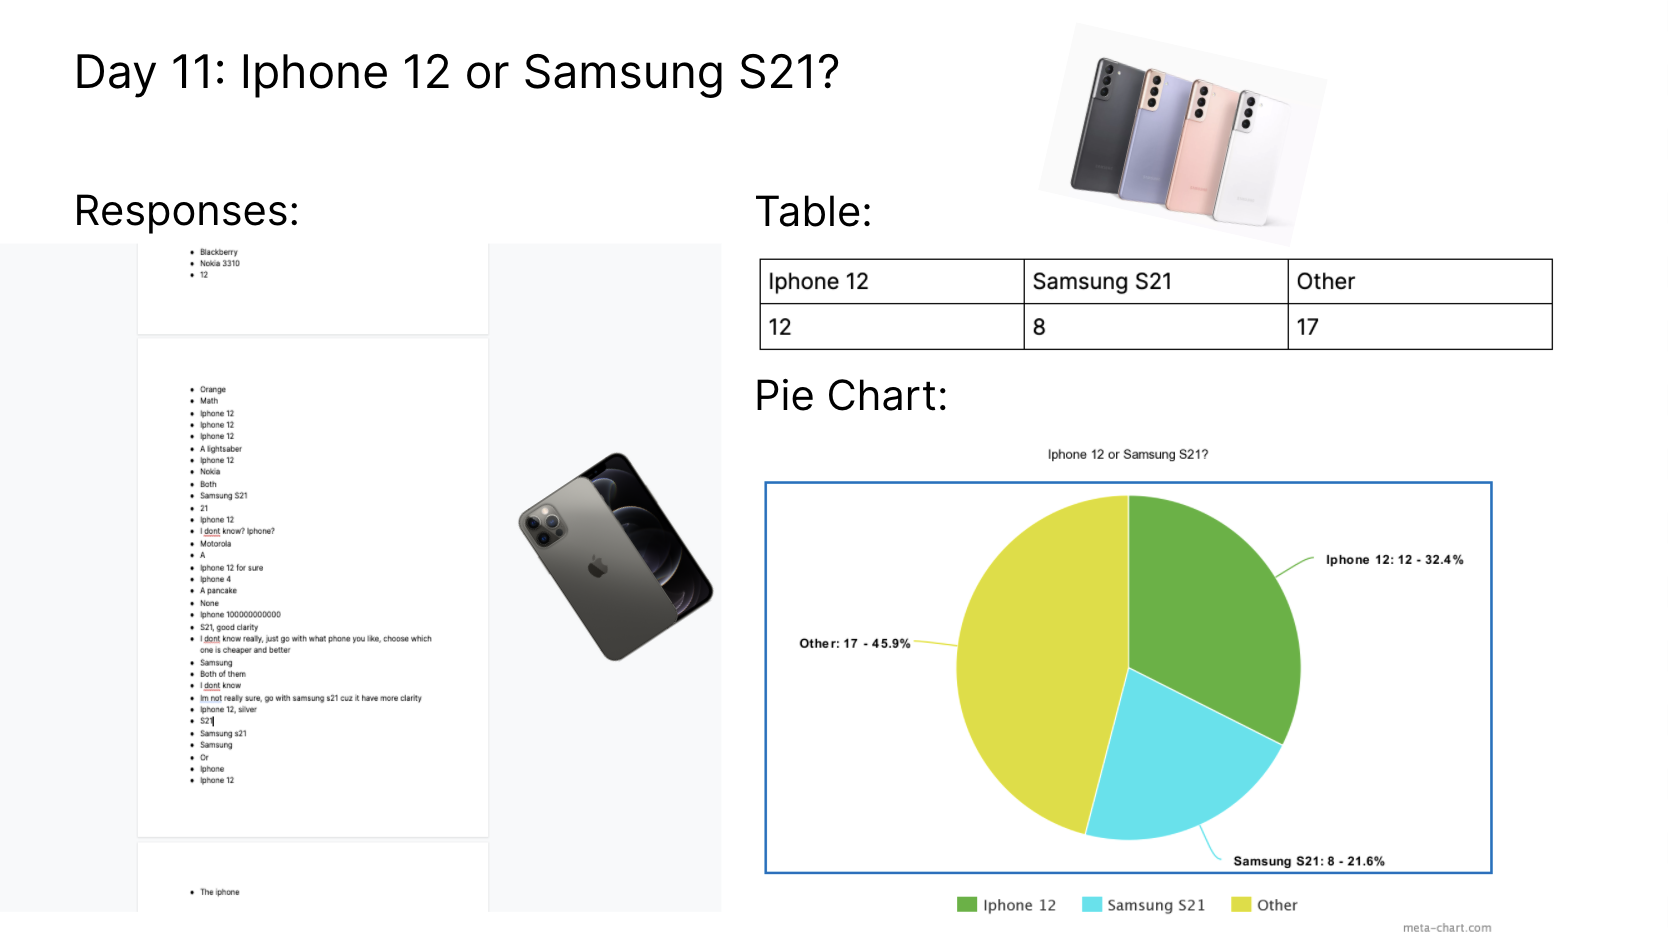 Day 11: Iphone 12 or Samsung S21?
Responses:
Blackberry
Nokia 3310
12
Orange
Math
Iphone 12
Iphone 12
Iphone 12
A lightsaber
Iphone 12
Nokia
Both
Samsung S21
21
Iphone 12
I dont know? Iphone?
Motorola
A
Iphone 12 for sure
Iphone 4
A pancake
None
Iphone 100000000000
S21, good clarity
I dont know really, just go with what phone you like, choose which
one is cheaper and better
Samsung
Both of them
I dont know
Im not really sure, go with samsung s21 cuz it have more clarity
Iphone 12, silver
S21
Samsung s21
Samsung
Or
Iphone
Iphone 12
The iphone
Table:
Iphone 12 Samsung S21 Other
12 8 17
Pie Chart:
Iphone 12 or Samsung S21?
Iphone 12: 12 - 32.4%
Other: 17 - 45.9%
Samsung S21: 8 - 21.6%
Iphone 12 Samsung S21 Other
meta-chart.com